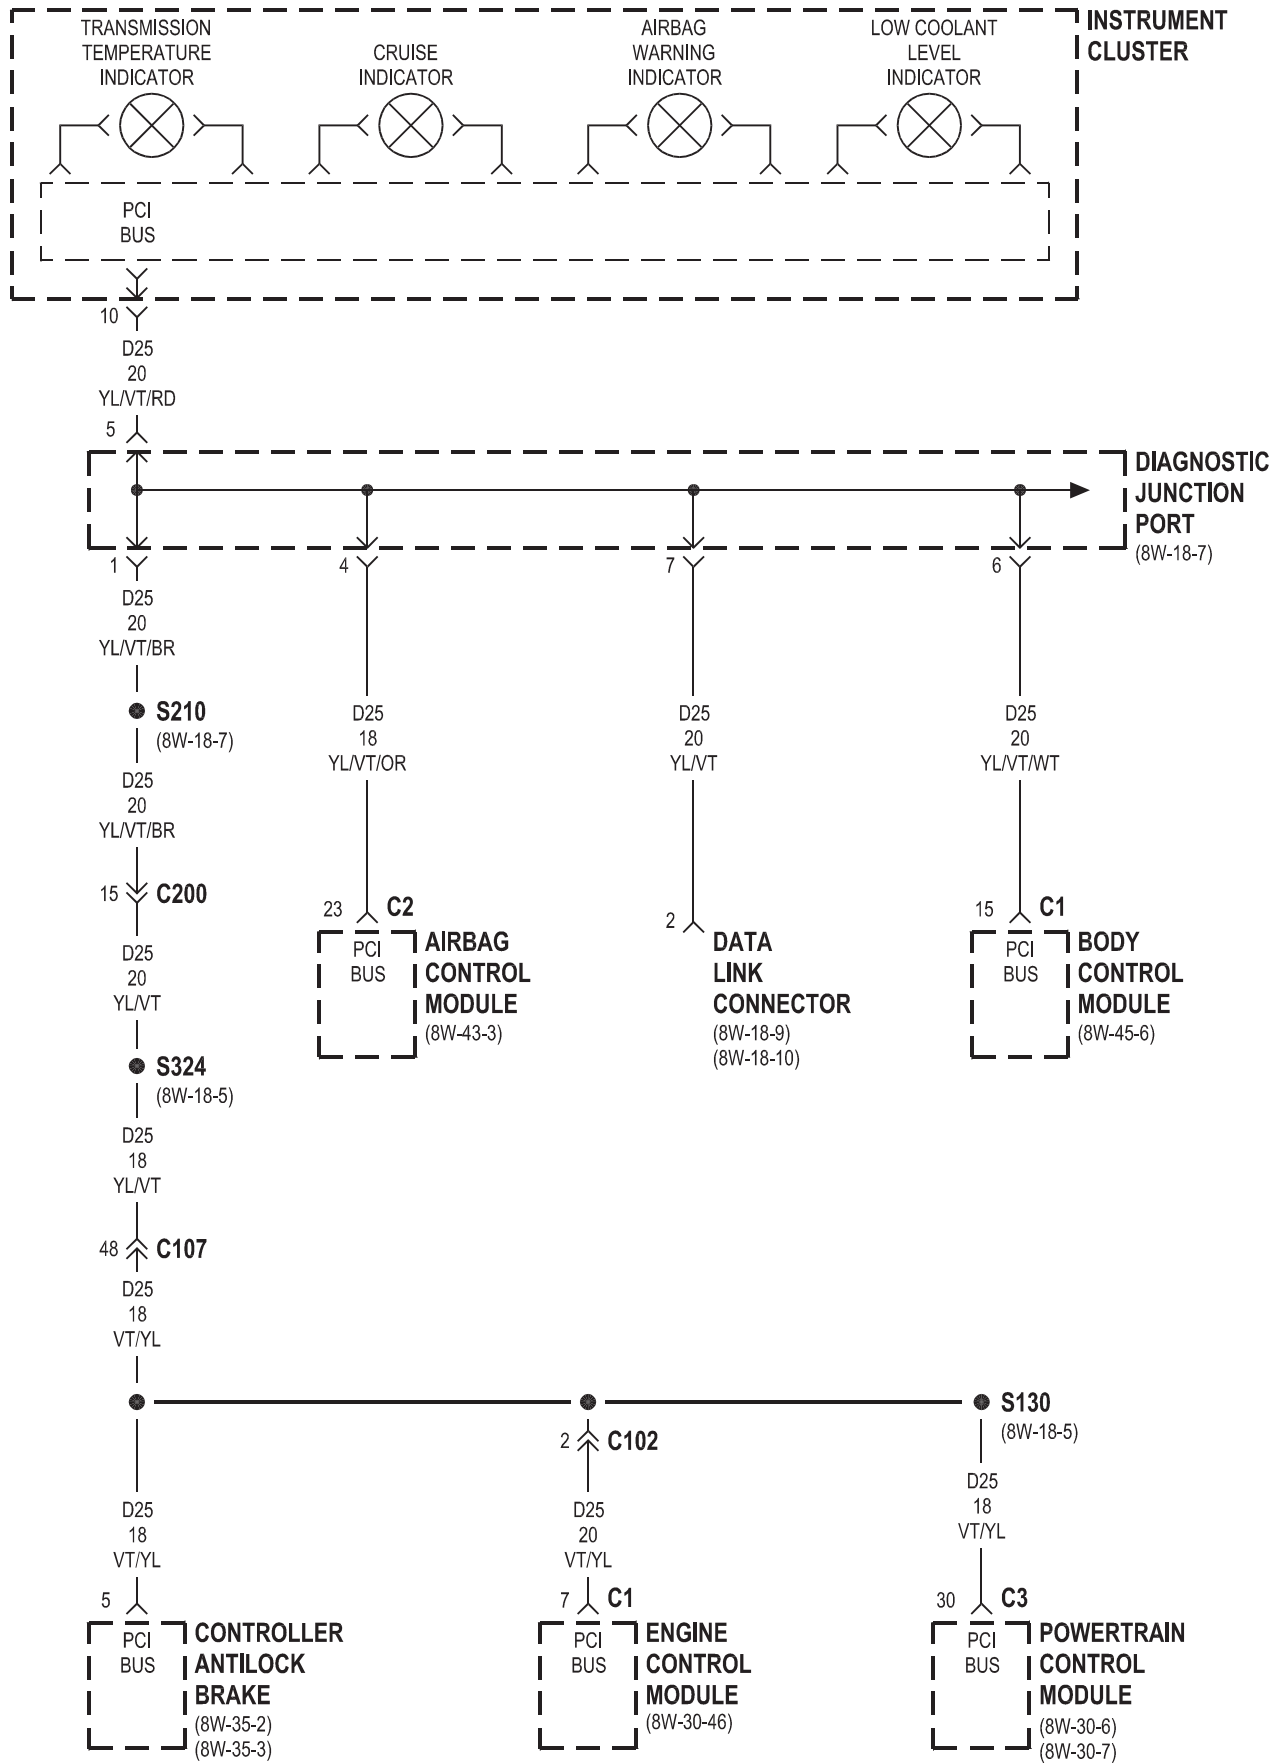 TRANSMISSION
TEMPERATURE
INDICATOR
CRUISE
INDICATOR
AIRBAG
WARNING
INDICATOR
LOW COOLANT
LEVEL
INDICATOR
INSTRUMENT
CLUSTER
PCI
BUS
10
D25
20
YL/VT/RD
5
DIAGNOSTIC
JUNCTION
PORT
(8W-18-7)
1
4
7
6
D25
20
YL/VT/BR
S210
(8W-18-7)
D25
18
YL/VT/OR
D25
20
YL/VT
D25
20
YL/VT/WT
D25
20
YL/VT/BR
15
C200
23
C2
PCI
BUS
AIRBAG
CONTROL
MODULE
(8W-43-3)
2
DATA
LINK
CONNECTOR
(8W-18-9)
(8W-18-10)
15
C1
PCI
BUS
BODY
CONTROL
MODULE
(8W-45-6)
D25
20
YL/VT
S324
(8W-18-5)
D25
18
YL/VT
48
C107
D25
18
VT/YL
S130
(8W-18-5)
2
C102
D25
18
VT/YL
D25
20
VT/YL
D25
18
VT/YL
5
PCI
BUS
CONTROLLER
ANTILOCK
BRAKE
(8W-35-2)
(8W-35-3)
7
C1
PCI
BUS
ENGINE
CONTROL
MODULE
(8W-30-46)
30
C3
PCI
BUS
POWERTRAIN
CONTROL
MODULE
(8W-30-6)
(8W-30-7)